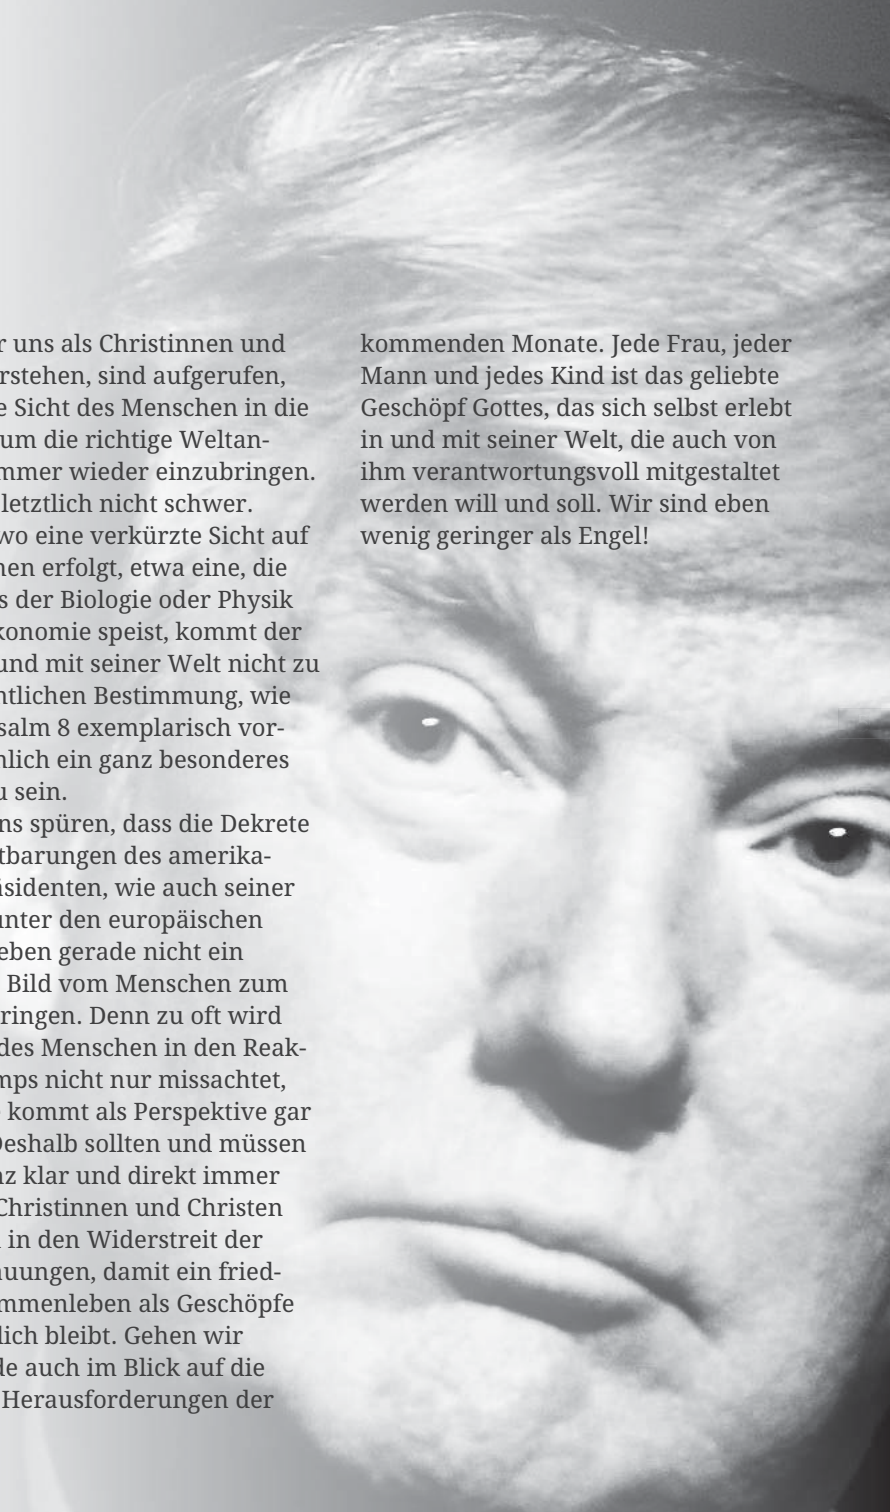 r uns als Christinnen und
rstehen, sind aufgerufen,
e Sicht des Menschen in die
um die richtige Weltan-
mmer wieder einzubringen.
letztlich nicht schwer.
wo eine verkürzte Sicht auf
nen erfolgt, etwa eine, die
s der Biologie oder Physik
konomie speist, kommt der
und mit seiner Welt nicht zu
ntlichen Bestimmung, wie
salm 8 exemplarisch vor-
nlich ein ganz besonderes
u sein.
ns spüren, dass die Dekrete
tbarungen des amerika-
äsidenten, wie auch seiner
unter den europäischen
eben gerade nicht ein
Bild vom Menschen zum
ringen. Denn zu oft wird
des Menschen in den Reak-
mps nicht nur missachtet,
e kommt als Perspektive gar
Deshalb sollten und müssen
nz klar und direkt immer
Christinnen und Christen
in den Widerstreit der
auungen, damit ein fried-
mmenleben als Geschöpfe
lich bleibt. Gehen wir
de auch im Blick auf die
Herausforderungen der
kommenden Monate. Jede Frau, jeder
Mann und jedes Kind ist das geliebte
Geschöpf Gottes, das sich selbst erlebt
in und mit seiner Welt, die auch von
ihm verantwortungsvoll mitgestaltet
werden will und soll. Wir sind eben
wenig geringer als Engel!